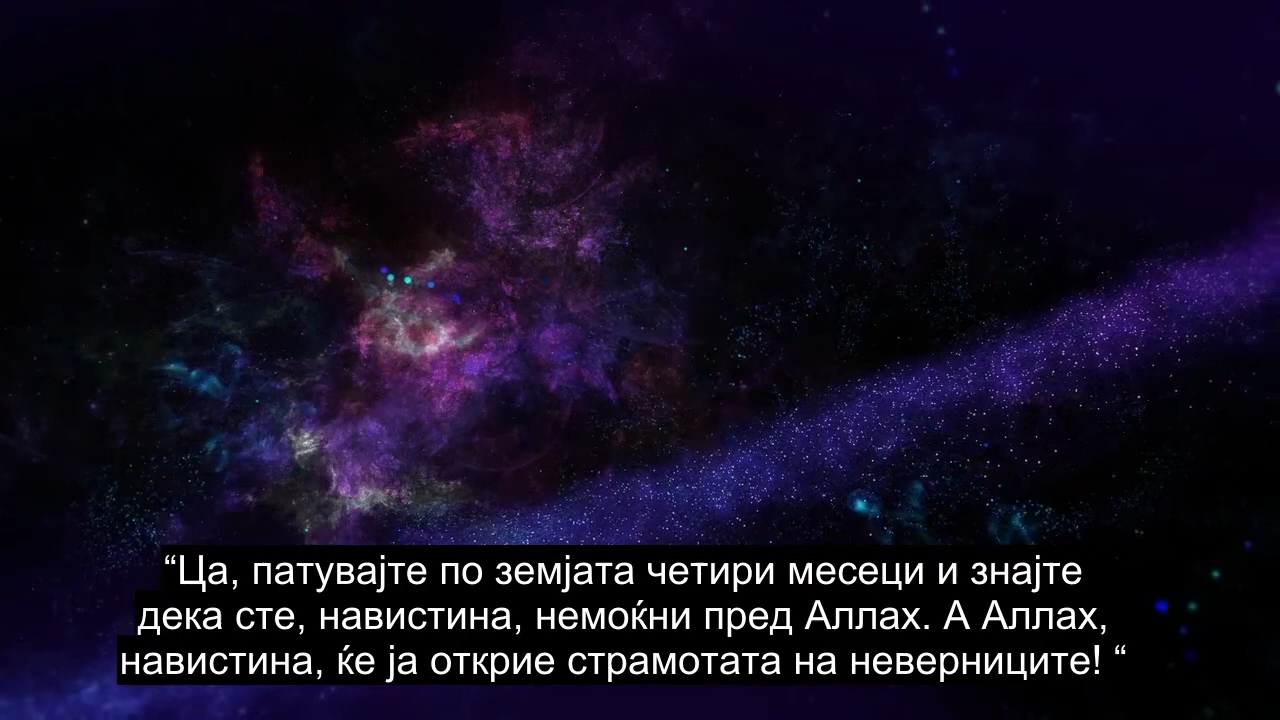 “Ца, патувајте по земјата четири месеци и знајте
дека сте, навистина, немоќни пред Аллах. А Аллах,
навистина, ќе ја открие страмотата на неверниците! “